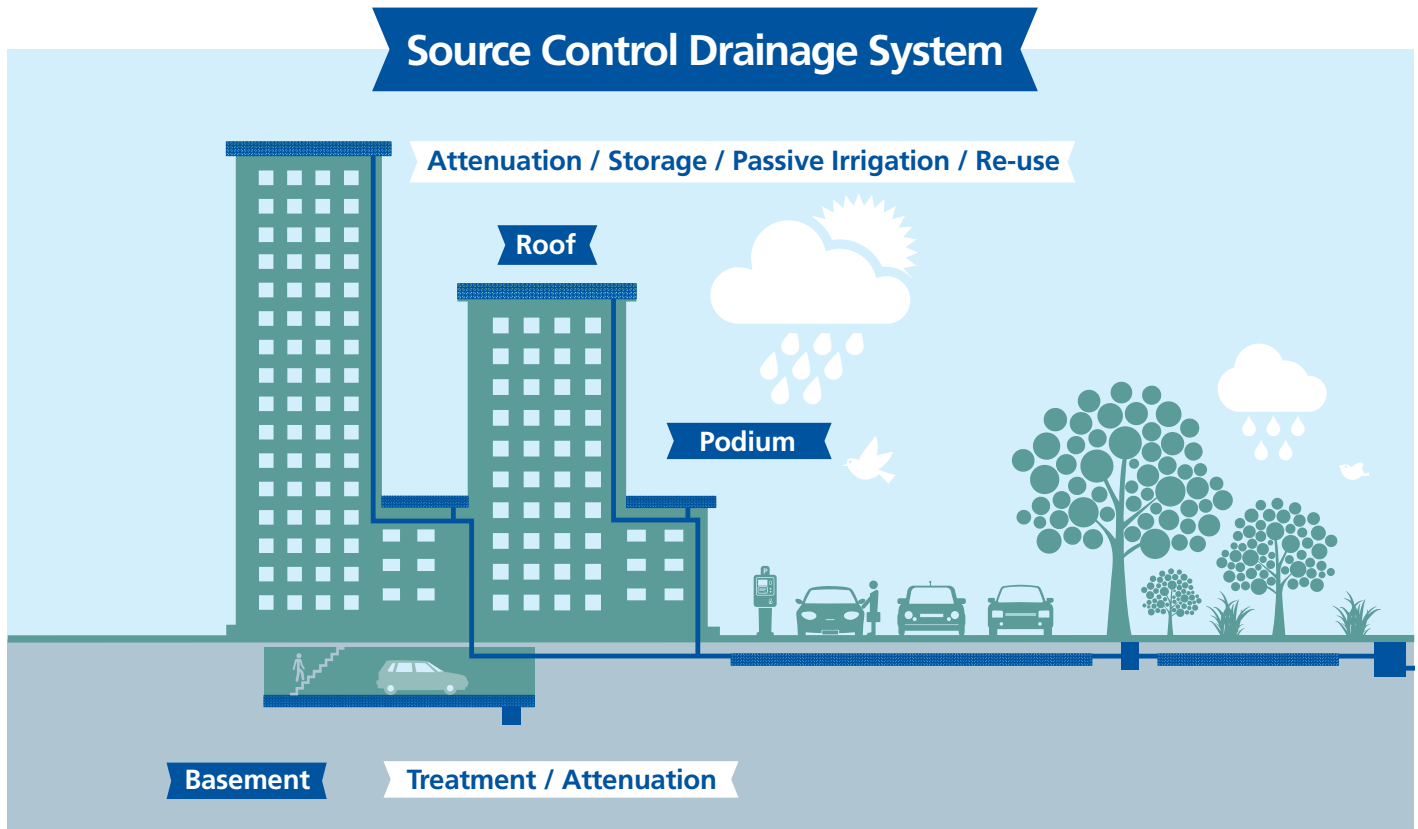 Source Control Drainage System
Attenuation / Storage / Passive Irrigation / Re-use
Roof
Podium
Basement
Treatment / Attenuation